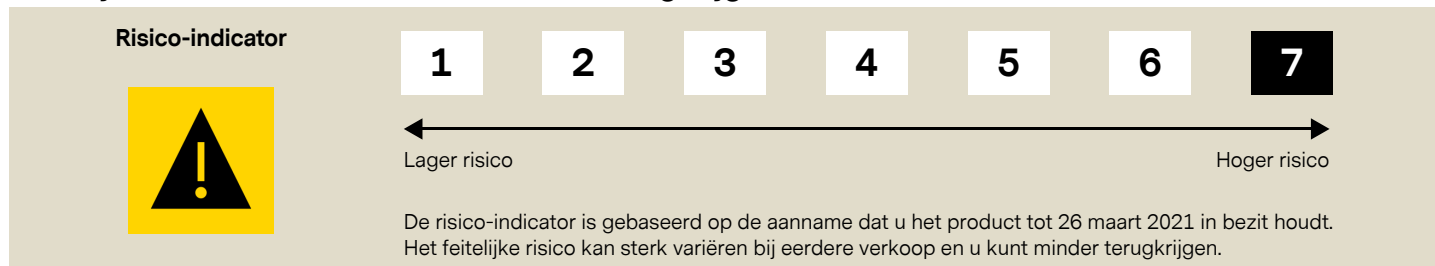 Risico-indicator
1 2 3 4 5 6 7
Lager risico Hoger risico
De risico-indicator is gebaseerd op de aanname dat u het product tot 26 maart 2021 in bezit houdt.
Het feitelijke risico kan sterk variëren bij eerdere verkoop en u kunt minder terugkrijgen.